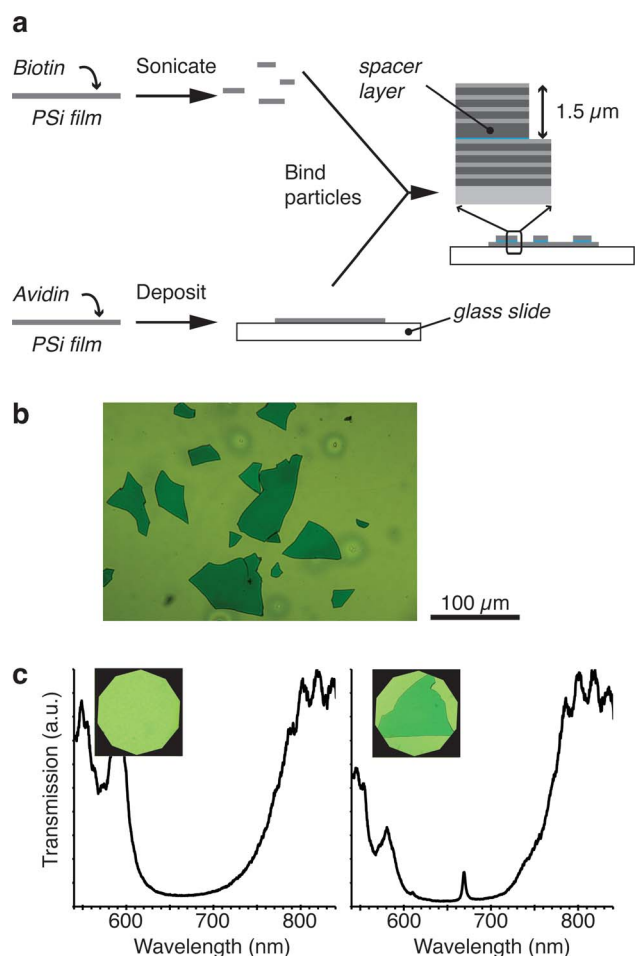 a
Biotin
Sonicate
PSi film
spacer
layer
1.5 µm
Bind
particles
Avidin
Deposit
PSi film
glass slide
b
100 µm
c
Transmission (a.u.)
600 700 800
600 700 800
Wavelength (nm)
Wavelength (nm)